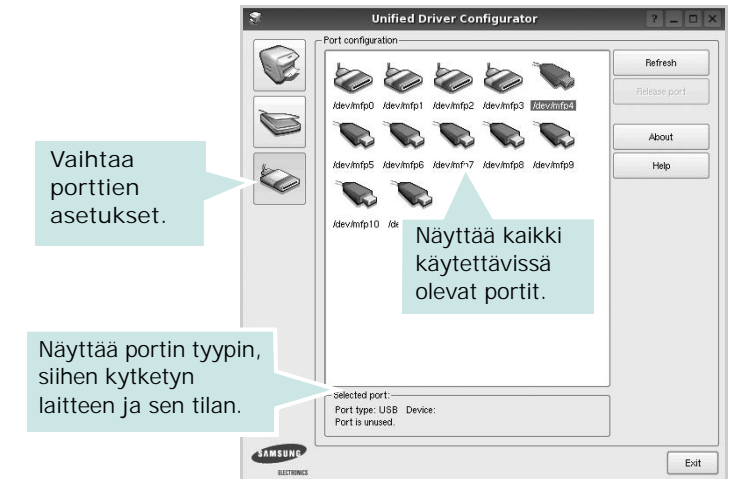 Unified Driver Configurator
Port configuration
/dev/mfp0 /dev/mfp1 /dev/mfp2 /dev/mfp3 /dev/mfp4
/dev/mfp5 /dev/mfp6 /dev/mfp7 /dev/mfp8 /dev/mfp9
/dev/mfp10
Refresh
Release port
About
Help
Vaihtaa
porttien
asetukset.
Näyttää kaikki
käytettävissä
olevat portit.
Näyttää portin tyypin,
siihen kytketyn
laitteen ja sen tilan.
Selected port:
Port type: USB Device:
Port is unused.
SAMSUNG
ELECTRONICS
Exit